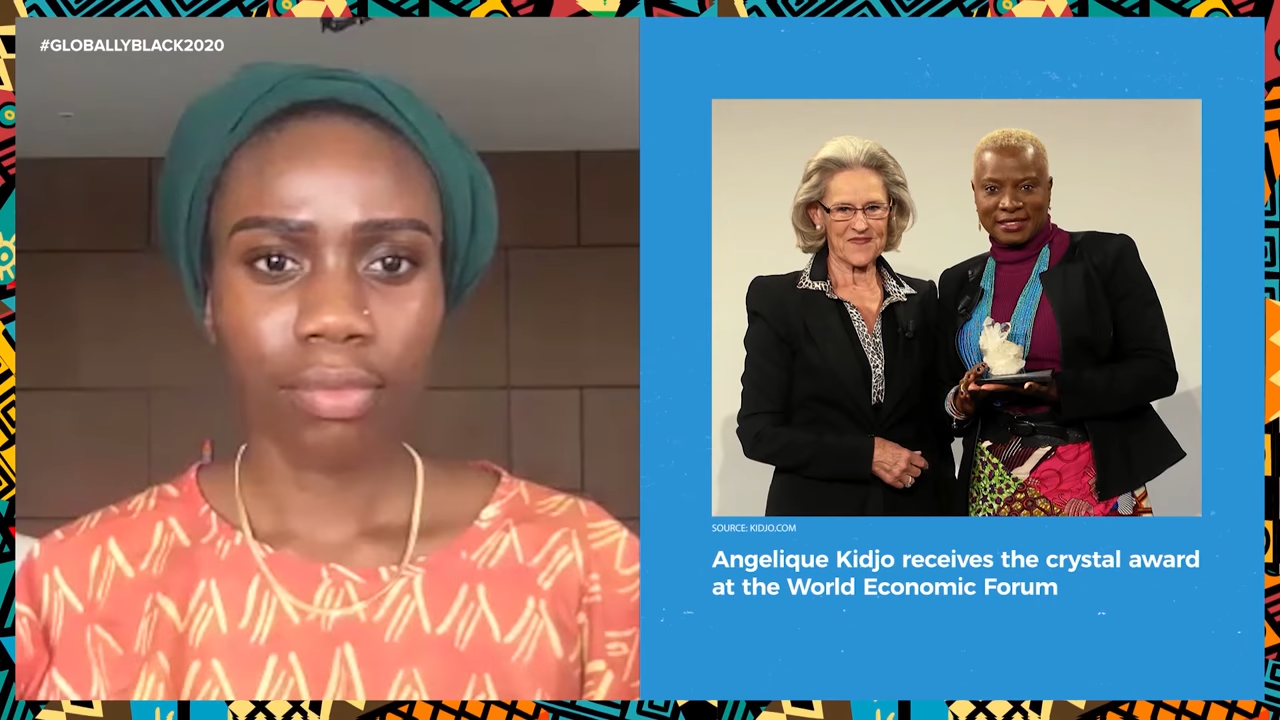 #GLOBALLYBLACK2020
SOURCE: KIDJO.COM
Angelique Kidjo receives the crystal award
at the World Economic Forum